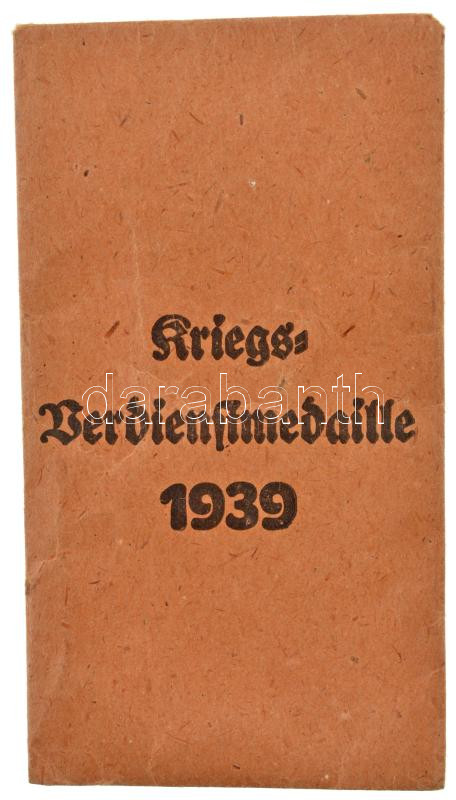 Kriegs-
darabanth
Verdienstmedaille
1939